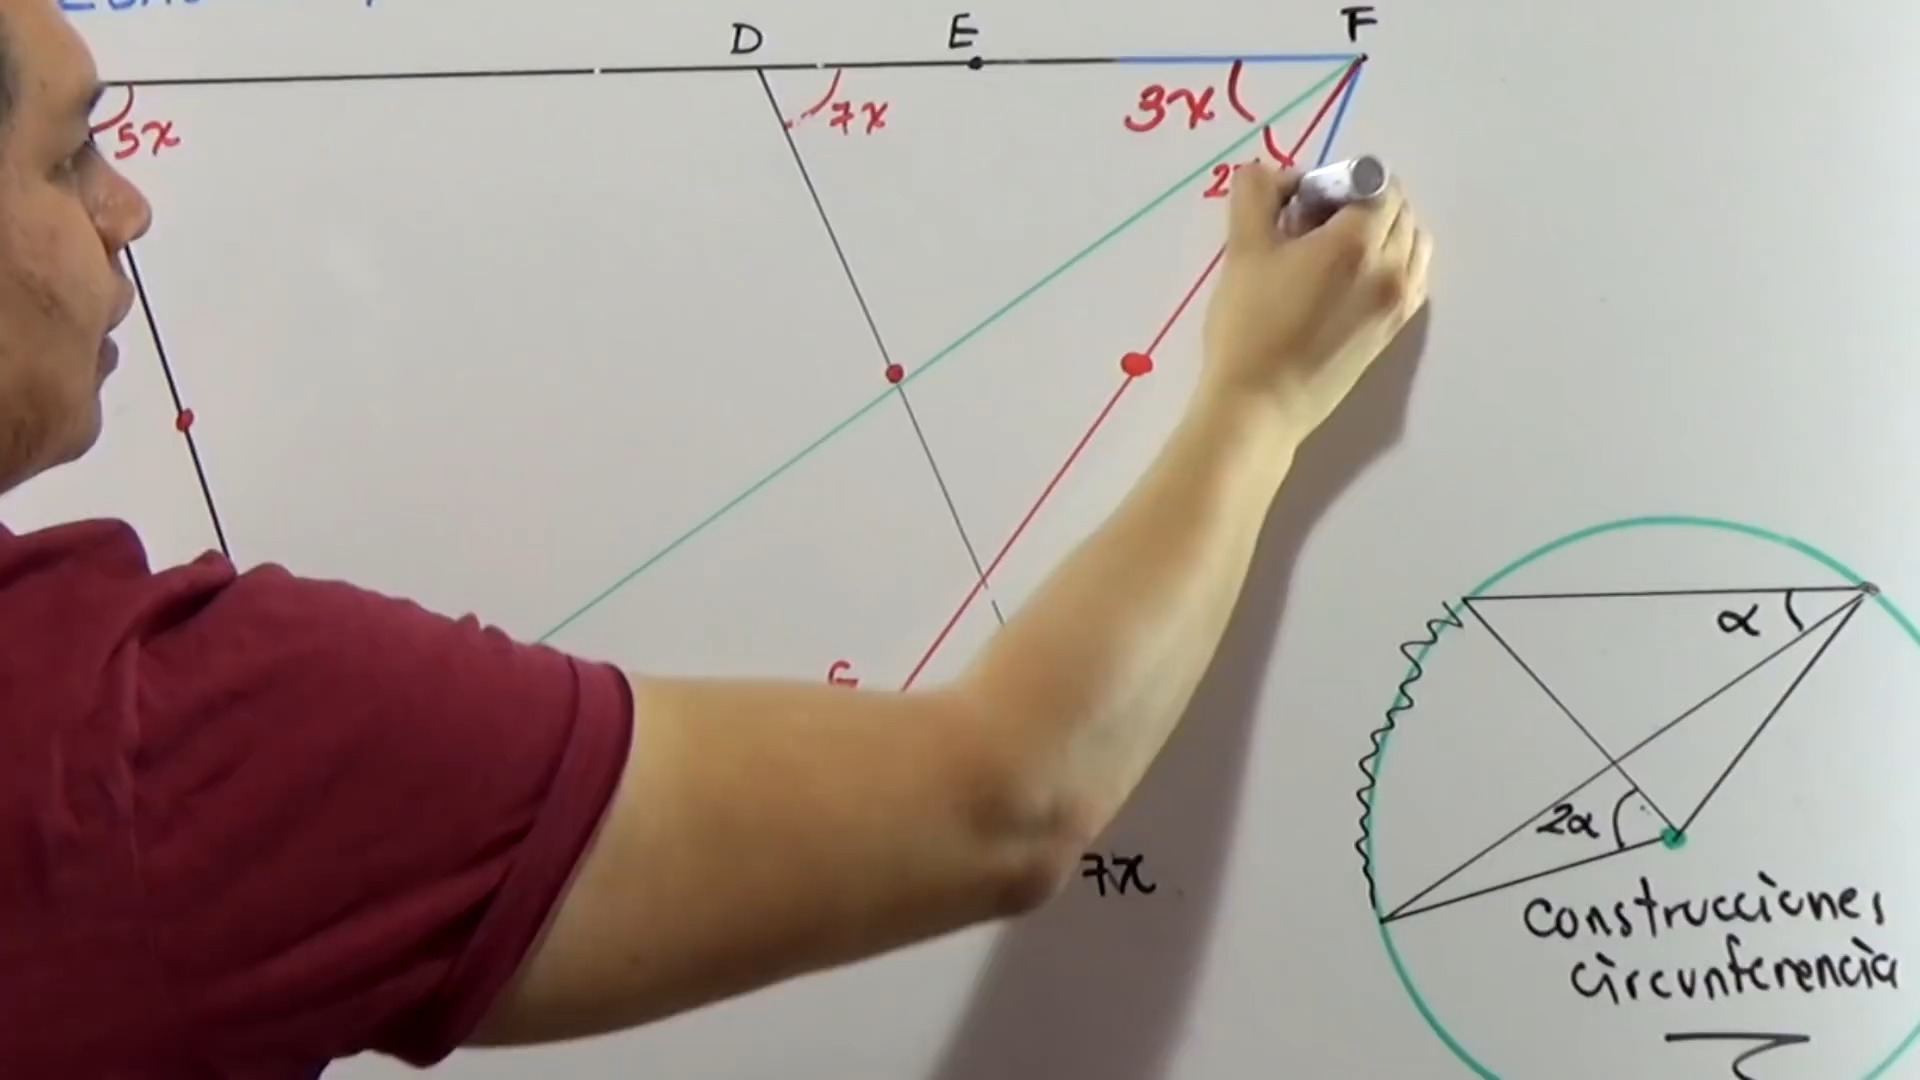 D
E
F
5x
7x
3x
G
7x
α
2α
Construcciones
circunferencia